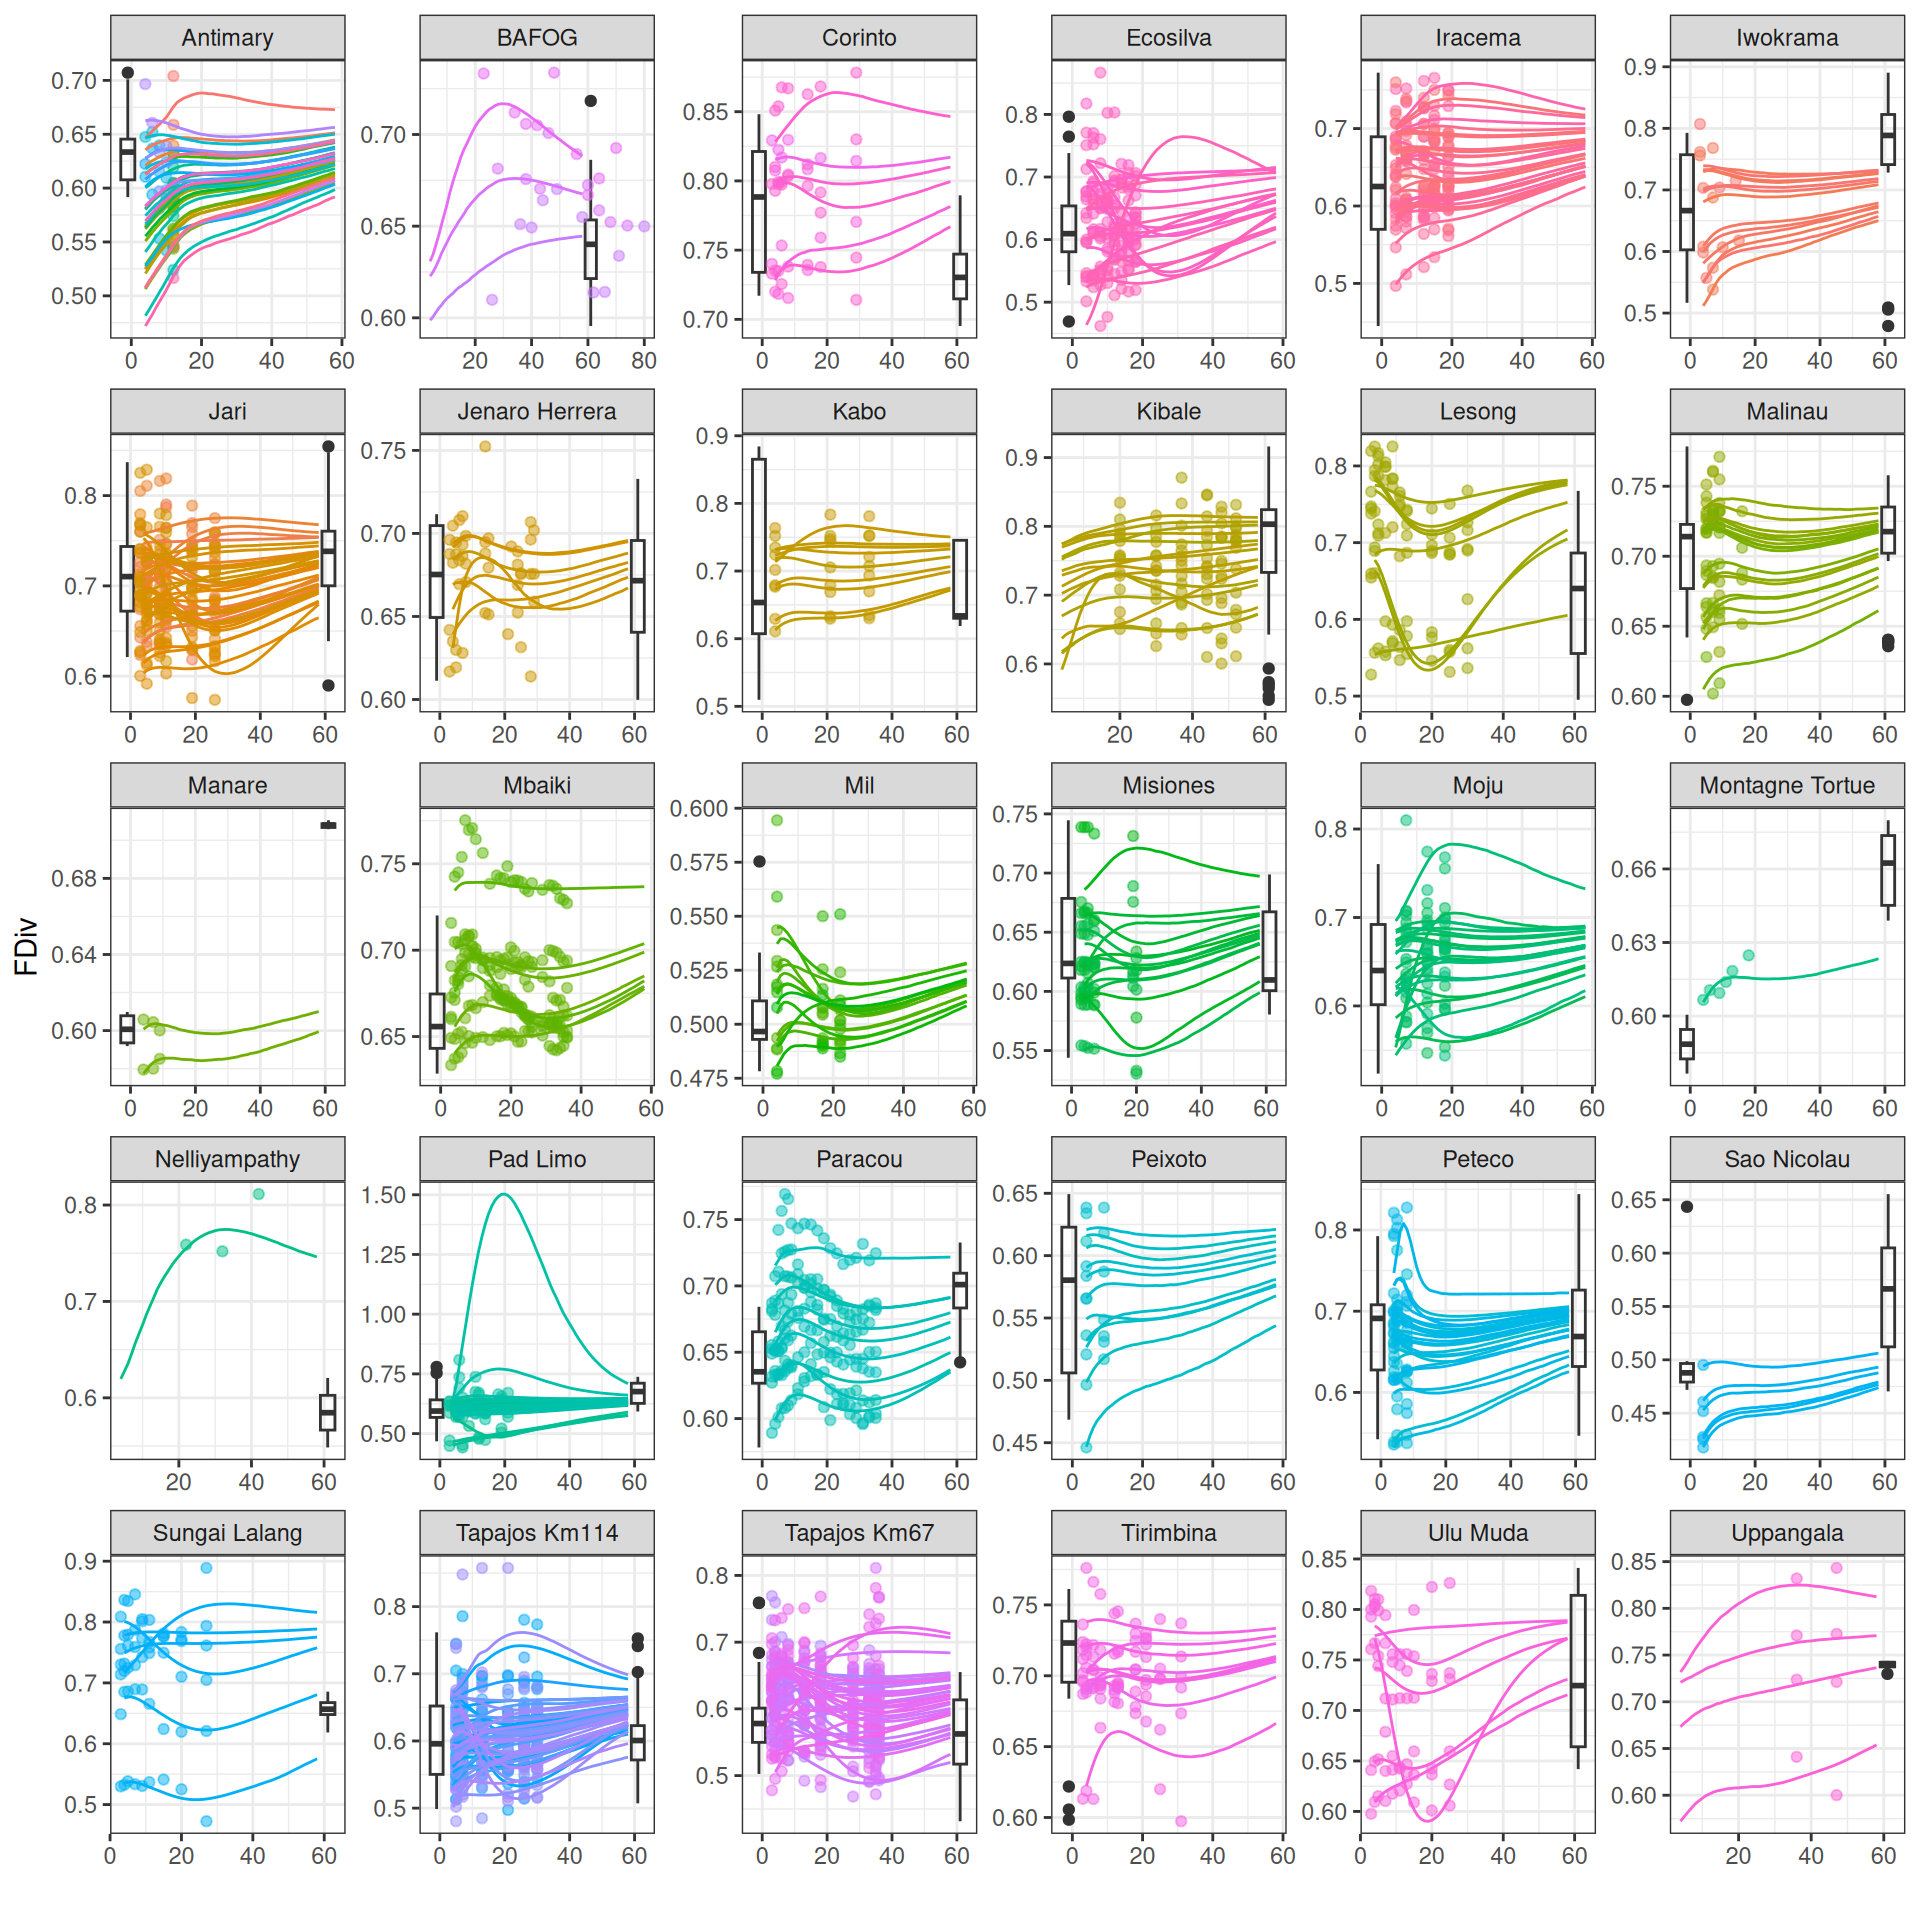 Antimary BAFOG Corinto Ecosilva Iracema Iwokrama
0.70 0.65 0.60 0.55 0.50
0.70 0.65 0.60
0.85 0.80 0.75 0.70
0.8 0.7 0.6 0.5
0.7 0.6 0.5
0.9 0.8 0.7 0.6 0.5
0 20 40 60 20 40 60 80 0 20 40 60 0 20 40 60 0 20 40 60 0 20 40 60
Jari Jenaro Herrera Kabo Kibale Lesong Malinau
0.8 0.7 0.6
0.75 0.70 0.65 0.60
0.9 0.8 0.7 0.6 0.5
0.9 0.8 0.7 0.6
0.8 0.7 0.6 0.5
0.75 0.70 0.65 0.60
0 20 40 60 0 20 40 60 0 20 40 60 20 40 60 0 20 40 60 0 20 40 60
Manare Mbaiki Mil Misiones Moju Montagne Tortue
FDiv
0.68 0.64 0.60
0.75 0.70 0.65
0.600 0.575 0.550 0.525 0.500 0.475
0.75 0.70 0.65 0.60 0.55
0.8 0.7 0.6
0.66 0.63 0.60
0 20 40 60 0 20 40 60 0 20 40 60 0 20 40 60 0 20 40 60 0 20 40 60
Nelliyampathy Pad Limo Paracou Peixoto Peteco Sao Nicolau
0.8 0.7 0.6
1.50 1.25 1.00 0.75 0.50
0.75 0.70 0.65 0.60
0.65 0.60 0.55 0.50 0.45
0.8 0.7 0.6
0.65 0.60 0.55 0.50 0.45
20 40 60 0 20 40 60 0 20 40 60 0 20 40 60 0 20 40 60 0 20 40 60
Sungai Lalang Tapajos Km114 Tapajos Km67 Tirimbina Ulu Muda Uppangala
0.9 0.8 0.7 0.6 0.5
0.8 0.7 0.6 0.5
0.8 0.7 0.6 0.5
0.75 0.70 0.65 0.60
0.85 0.80 0.75 0.70 0.65 0.60
0.85 0.80 0.75 0.70 0.65 0.60
0 20 40 60 0 20 40 60 0 20 40 60 0 20 40 60 0 20 40 60 20 40 60